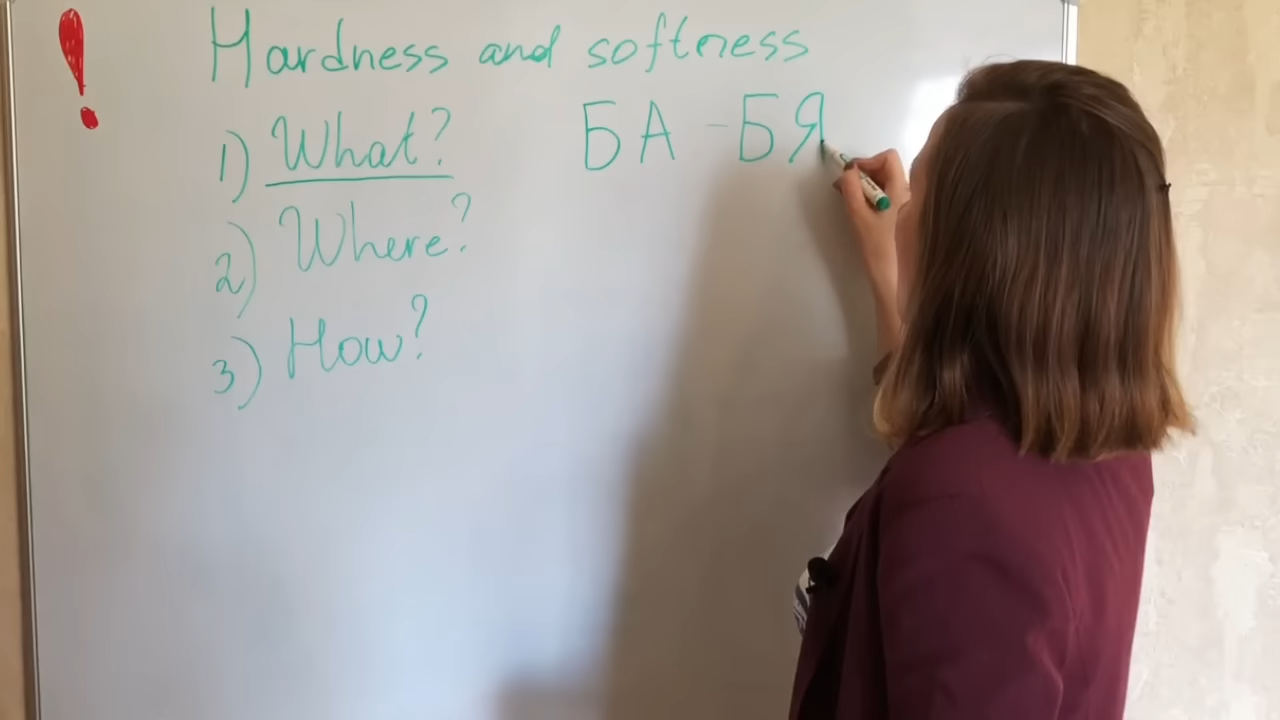 !
Hardness and softness
1) What?
БА - БЯ
2) Where?
3) How?